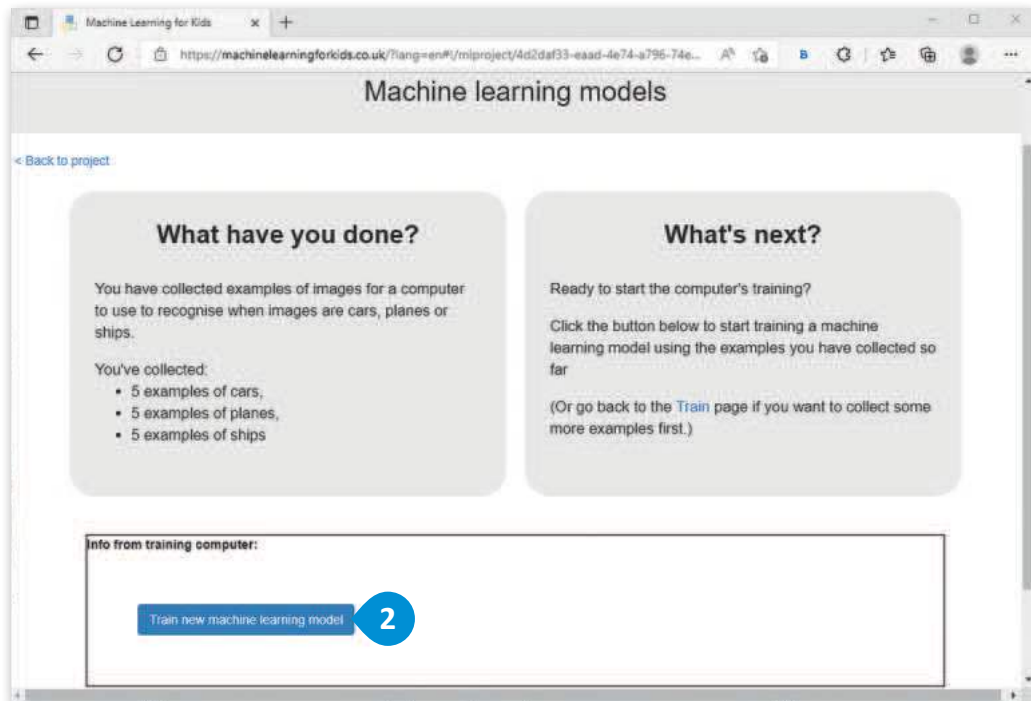 Machine Learning for Kids
https://machinelearningforkids.co.uk/?lang=en#!/mlproject/4d2daf33-eaad-4e74-a796-74e...
Machine learning models
< Back to project
What have you done?
You have collected examples of images for a computer
to use to recognise when images are cars, planes or
ships.
You've collected:
• 5 examples of cars,
• 5 examples of planes,
• 5 examples of ships
What's next?
Ready to start the computer's training?
Click the button below to start training a machine
learning model using the examples you have collected so
far
(Or go back to the Train page if you want to collect some
more examples first.)
Info from training computer:
Train new machine learning model
2